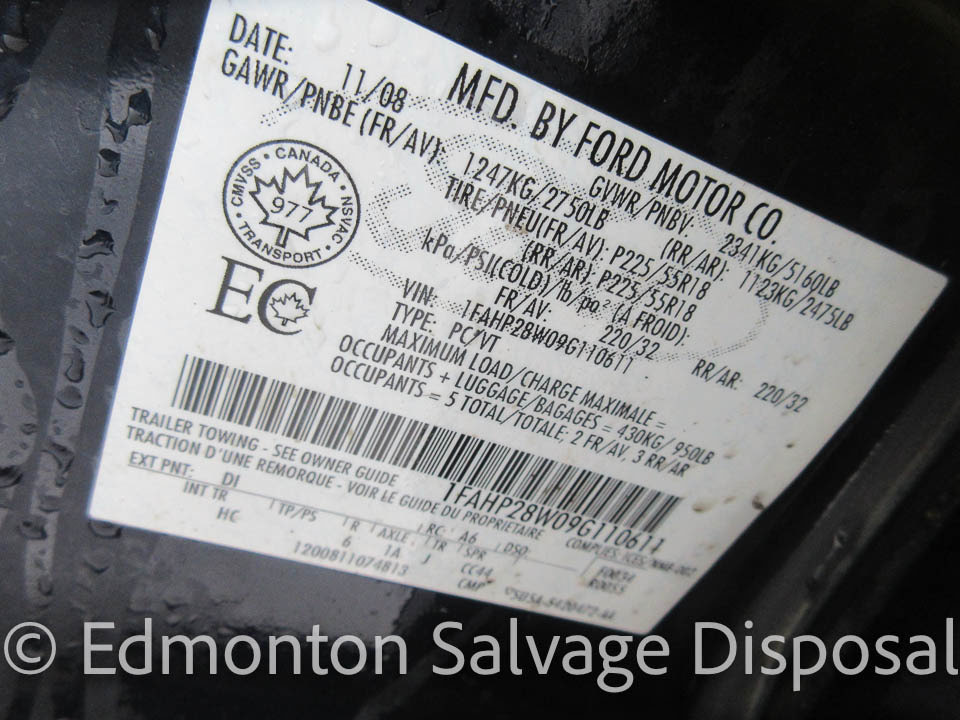 MFD. BY FORD MOTOR CO.
DATE: 11/08 GVWR/PNBV: 2341KG/5160LB
GAWR/PNBE (FR/AV): 1247KG/2750LB (RR/AR): 1123KG/2475LB
TIRE/PNEU(FR/AV): P225/55R18
(RR/AR): P225/55R18
kPa/PSI(COLD)/lb/po² (A FROID):
FR/AV: 220/32 RR/AR: 220/32
VIN: 1FAHP28W09G110611
TYPE: PC/VT
MAXIMUM LOAD/CHARGE MAXIMALE =
OCCUPANTS + LUGGAGE/BAGAGES = 430KG/950LB
OCCUPANTS = 5 TOTAL/TOTALE; 2 FR/AV, 3 RR/AR
CMVSS • CANADA • NSVAC • TRANSPORT •
977
EC
1FAHP28W09G110611
TRAILER TOWING - SEE OWNER GUIDE
TRACTION D'UNE REMORQUE - VOIR LE GUIDE DU PROPRIETAIRE
EXT PNT: DI F0034
R0055
INT TR TP/PS R AXLE TR SPR
HC 6 1A J CC44
1200811074813 CMP
© Edmonton Salvage Disposal